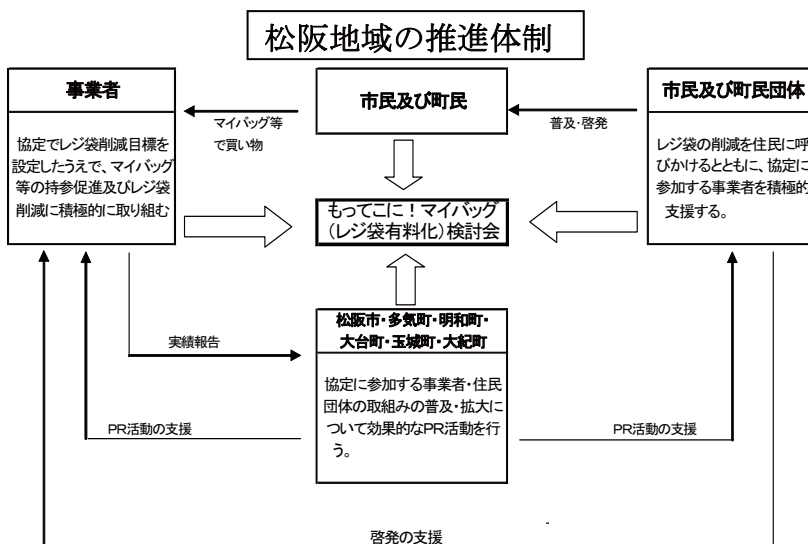 松阪地域の推進体制
事業者
協定でレジ袋削減目標を
設定したうえで、マイバッグ
等の持参促進及びレジ袋
削減に積極的に取り組む
マイバッグ等
で買い物
市民及び町民
普及・啓発
市民及び町民団体
レジ袋の削減を住民に呼
びかけるとともに、協定に
参加する事業者を積極的
支援する。
もってこに！マイバッグ
（レジ袋有料化）検討会
松阪市・多気町・明和町・
大台町・玉城町・大紀町
協定に参加する事業者・住民
団体の取組みの普及・拡大に
ついて効果的なPR活動を行
う。
実績報告
PR活動の支援
PR活動の支援
啓発の支援